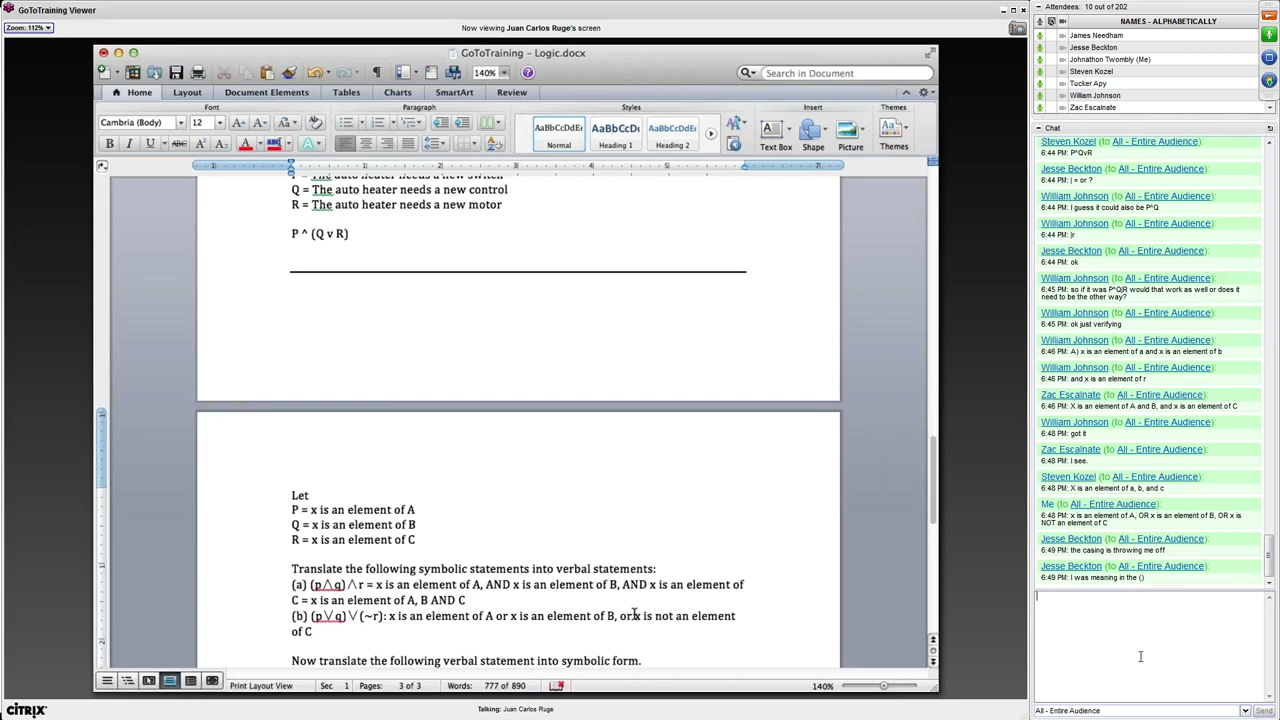 GoToTraining Viewer
Zoom: 112%
Now viewing Juan Carlos Ruge's screen
GoToTraining - Logic.docx
140%
Search in Document
Home
Layout
Document Elements
Tables
Charts
SmartArt
Review
Font
Paragraph
Styles
Insert
Themes
Cambria (Body)
12
AaBbCcDdEe
AaBbCcDd
AaBbCcDdEe
Normal
Heading 1
Heading 2
Text Box
Shape
Picture
Themes
P = The auto heater needs a new switch
Q = The auto heater needs a new control
R = The auto heater needs a new motor
P ^ (Q v R)
Let
P = x is an element of A
Q = x is an element of B
R = x is an element of C
Translate the following symbolic statements into verbal statements:
(a) (p⋀q)⋀r = x is an element of A, AND x is an element of B, AND x is an element of
C = x is an element of A, B AND C
(b) (p⋁q)⋁(~r): x is an element of A or x is an element of B, or x is not an element
of C
Now translate the following verbal statement into symbolic form.
Print Layout View
Sec 1
Pages: 3 of 3
Words: 777 of 890
140%
CITRIX
Talking: Juan Carlos Ruge
Attendees: 10 out of 202
NAMES - ALPHABETICALLY
James Needham
Jesse Beckton
Johnathon Twombly (Me)
Steven Kozel
Tucker Apy
William Johnson
Zac Escalnate
Chat
Steven Kozel (to All - Entire Audience):
6:44 PM: P^QvR
Jesse Beckton (to All - Entire Audience):
6:44 PM: | = or ?
William Johnson (to All - Entire Audience):
6:44 PM: I guess it could also be P^Q
William Johnson (to All - Entire Audience):
6:44 PM: |r
Jesse Beckton (to All - Entire Audience):
6:44 PM: ok
William Johnson (to All - Entire Audience):
6:45 PM: so if it was P^Q|R would that work as well or does it
need to be the other way?
William Johnson (to All - Entire Audience):
6:45 PM: ok just verifying
William Johnson (to All - Entire Audience):
6:46 PM: A) x is an element of a and x is an element of b
William Johnson (to All - Entire Audience):
6:46 PM: and x is an element of r
Zac Escalnate (to All - Entire Audience):
6:46 PM: X is an element of A and B, and x is an element of C
William Johnson (to All - Entire Audience):
6:48 PM: got it
Zac Escalnate (to All - Entire Audience):
6:48 PM: I see.
Steven Kozel (to All - Entire Audience):
6:48 PM: X is an element of a, b, and c
Me (to All - Entire Audience):
6:48 PM: x is an element of A, OR x is an element of B, OR x is
NOT an element of C
Jesse Beckton (to All - Entire Audience):
6:49 PM: the casing is throwing me off
Jesse Beckton (to All - Entire Audience):
6:49 PM: I was meaning in the ()
All - Entire Audience
Send